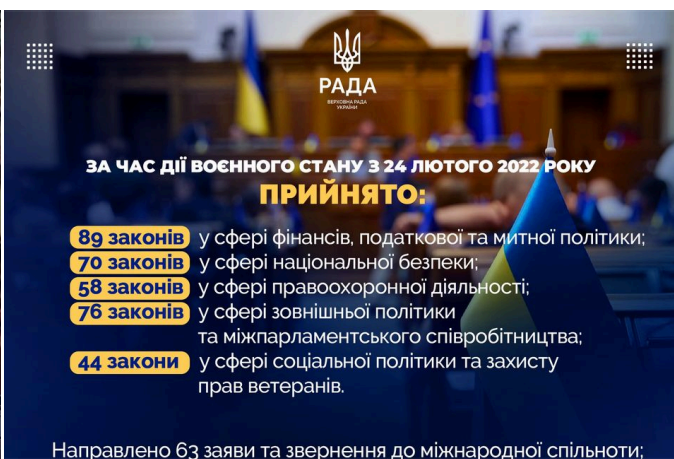 РАДА
ВЕРХОВНА РАДА
УКРАЇНИ
ЗА ЧАС ДІЇ ВОЄННОГО СТАНУ З 24 ЛЮТОГО 2022 РОКУ
ПРИЙНЯТО:
89 законів у сфері фінансів, податкової та митної політики;
70 законів у сфері національної безпеки;
58 законів у сфері правоохоронної діяльності;
76 законів у сфері зовнішньої політики
та міжпарламентського співробітництва;
44 закони у сфері соціальної політики та захисту
прав ветеранів.
Направлено 63 заяви та звернення до міжнародної спільноти;